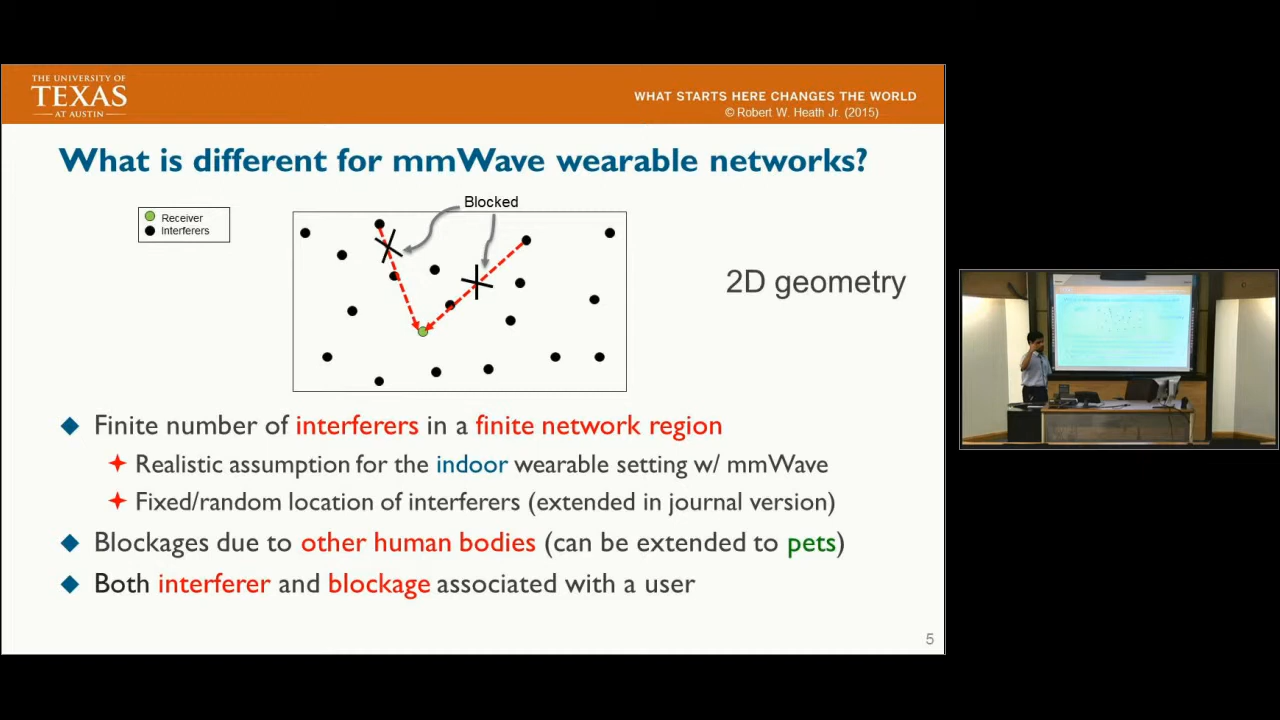 THE UNIVERSITY OF
TEXAS
AT AUSTIN
WHAT STARTS HERE CHANGES THE WORLD
© Robert W. Heath Jr. (2015)
What is different for mmWave wearable networks?
Receiver
Interferers
Blocked
2D geometry
Finite number of interferers in a finite network region
Realistic assumption for the indoor wearable setting w/ mmWave
Fixed/random location of interferers (extended in journal version)
Blockages due to other human bodies (can be extended to pets)
Both interferer and blockage associated with a user
5